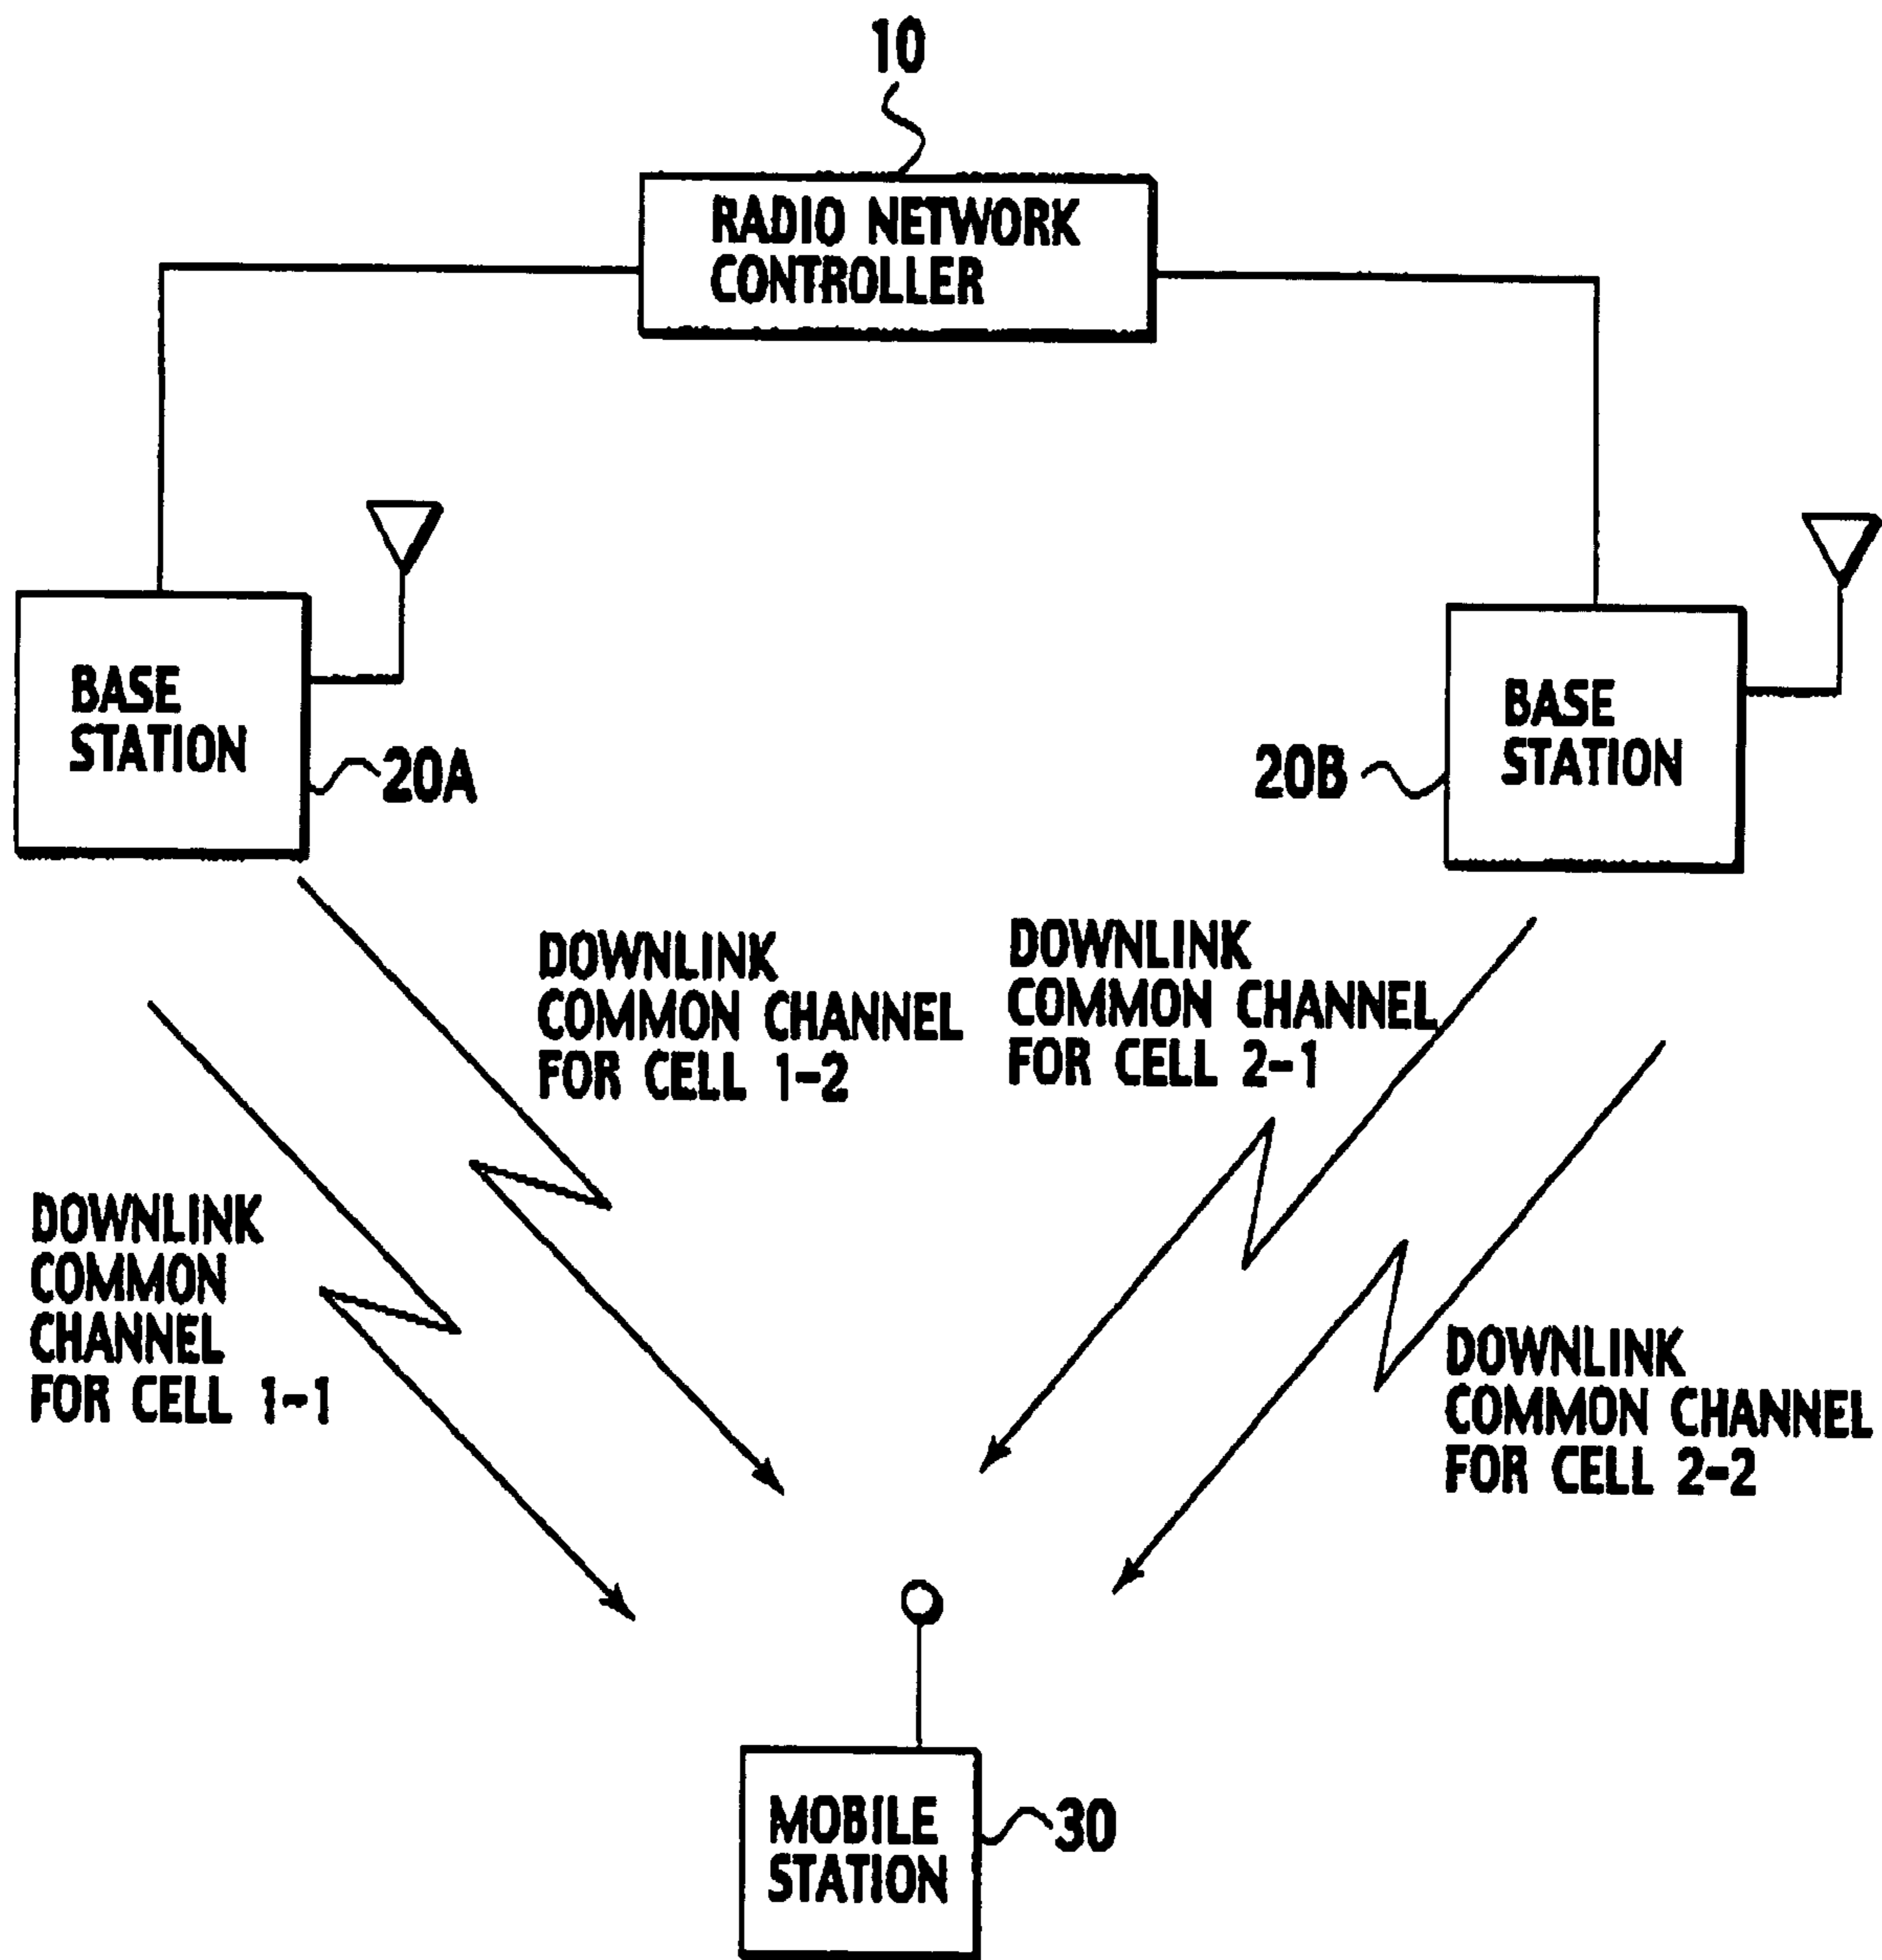 10
RADIO NETWORK
CONTROLLER
BASE
STATION
20A
20B
BASE
STATION
DOWNLINK
COMMON CHANNEL
FOR CELL 1-2
DOWNLINK
COMMON CHANNEL
FOR CELL 2-1
DOWNLINK
COMMON
CHANNEL
FOR CELL 1-1
DOWNLINK
COMMON CHANNEL
FOR CELL 2-2
MOBILE
STATION
30